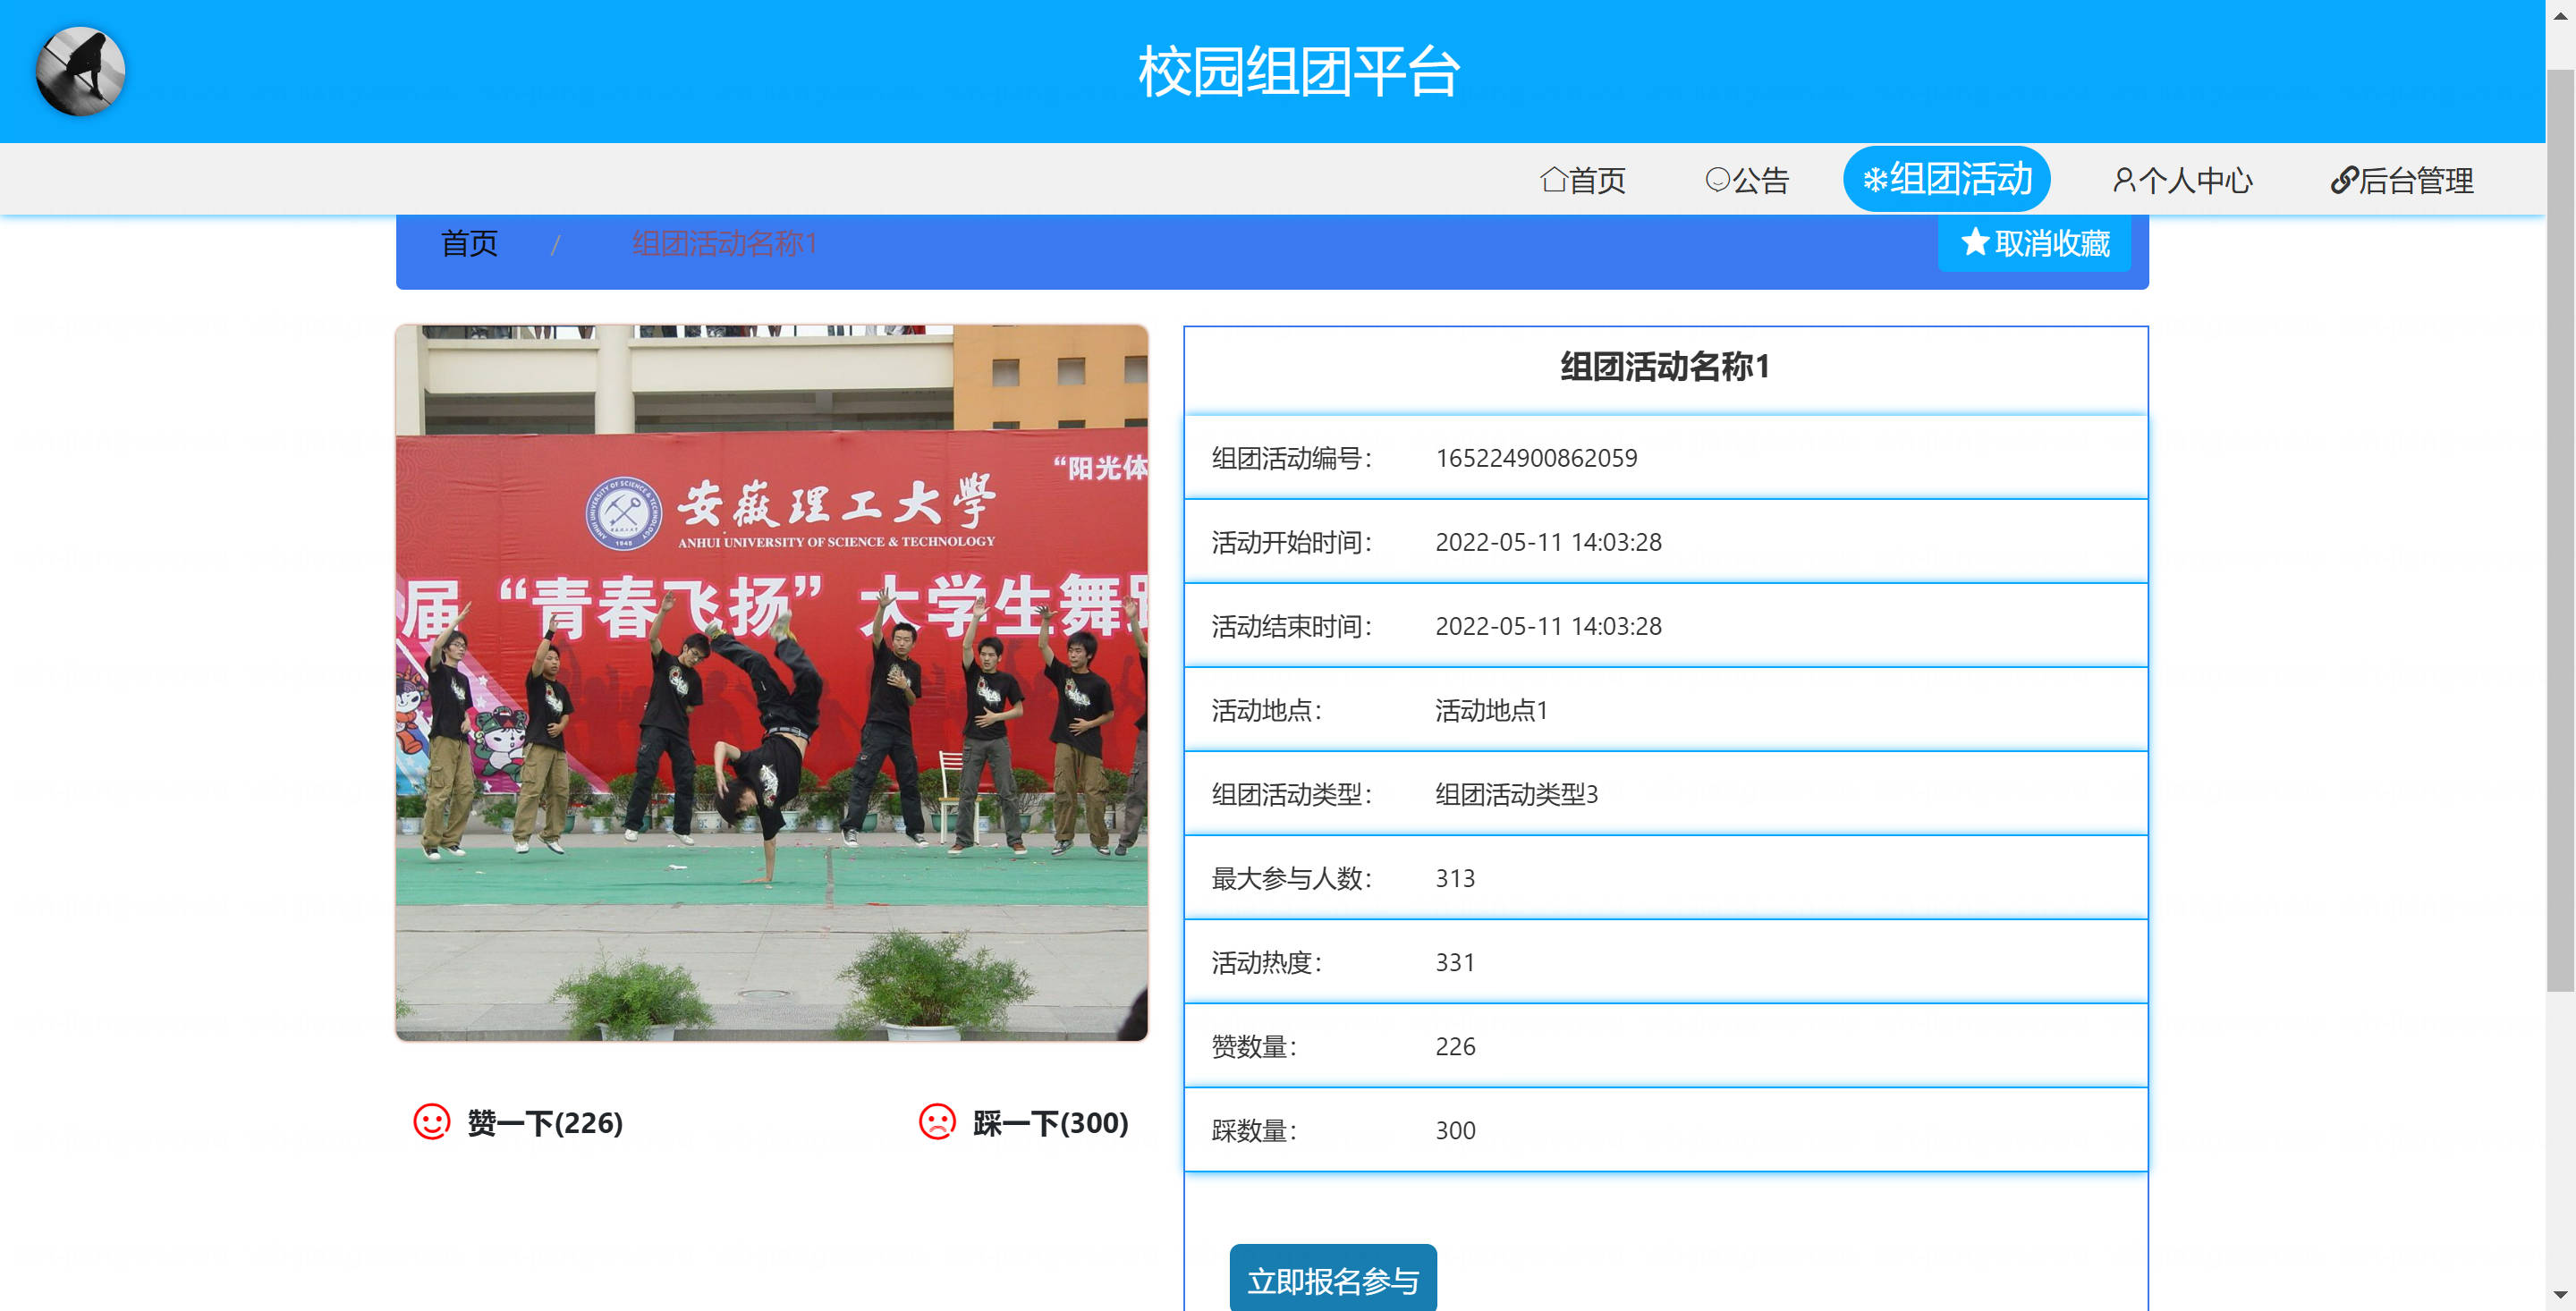 校园组团平台
首页
公告
组团活动
个人中心
后台管理
首页 / 组团活动名称1
取消收藏
“阳光体
安徽理工大學
ANHUI UNIVERSITY OF SCIENCE & TECHNOLOGY
ANHUI UNIVERSITY OF SCIENCE & TECHNOLOGY
1945
届“青春飞扬”大学生舞
赞一下(226)
踩一下(300)
组团活动名称1
组团活动编号: 165224900862059
活动开始时间: 2022-05-11 14:03:28
活动结束时间: 2022-05-11 14:03:28
活动地点: 活动地点1
组团活动类型: 组团活动类型3
最大参与人数: 313
活动热度: 331
赞数量: 226
踩数量: 300
立即报名参与